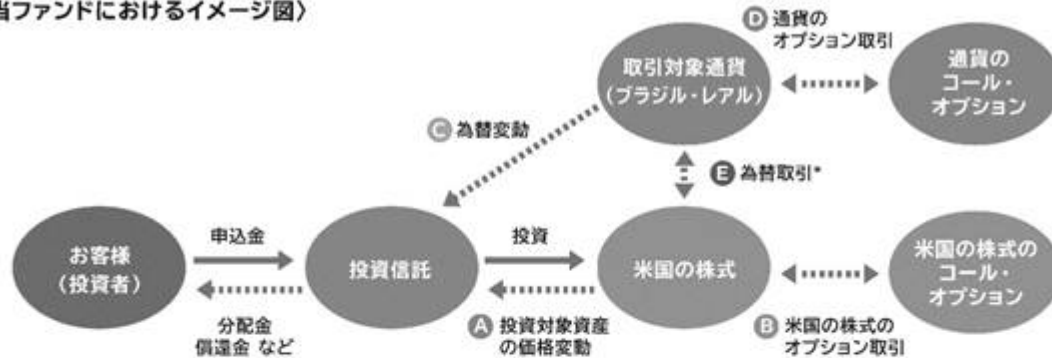 当ファンドにおけるイメージ図〉
D 通貨の
オプション取引
取引対象通貨
(ブラジル・レアル)
通貨の
コール・
オプション
C 為替変動
E 為替取引*
お客様
(投資者)
申込金
分配金
償還金 など
投資信託
投資
A 投資対象資産
の価格変動
米国の株式
B 米国の株式の
オプション取引
米国の株式の
コール・
オプション